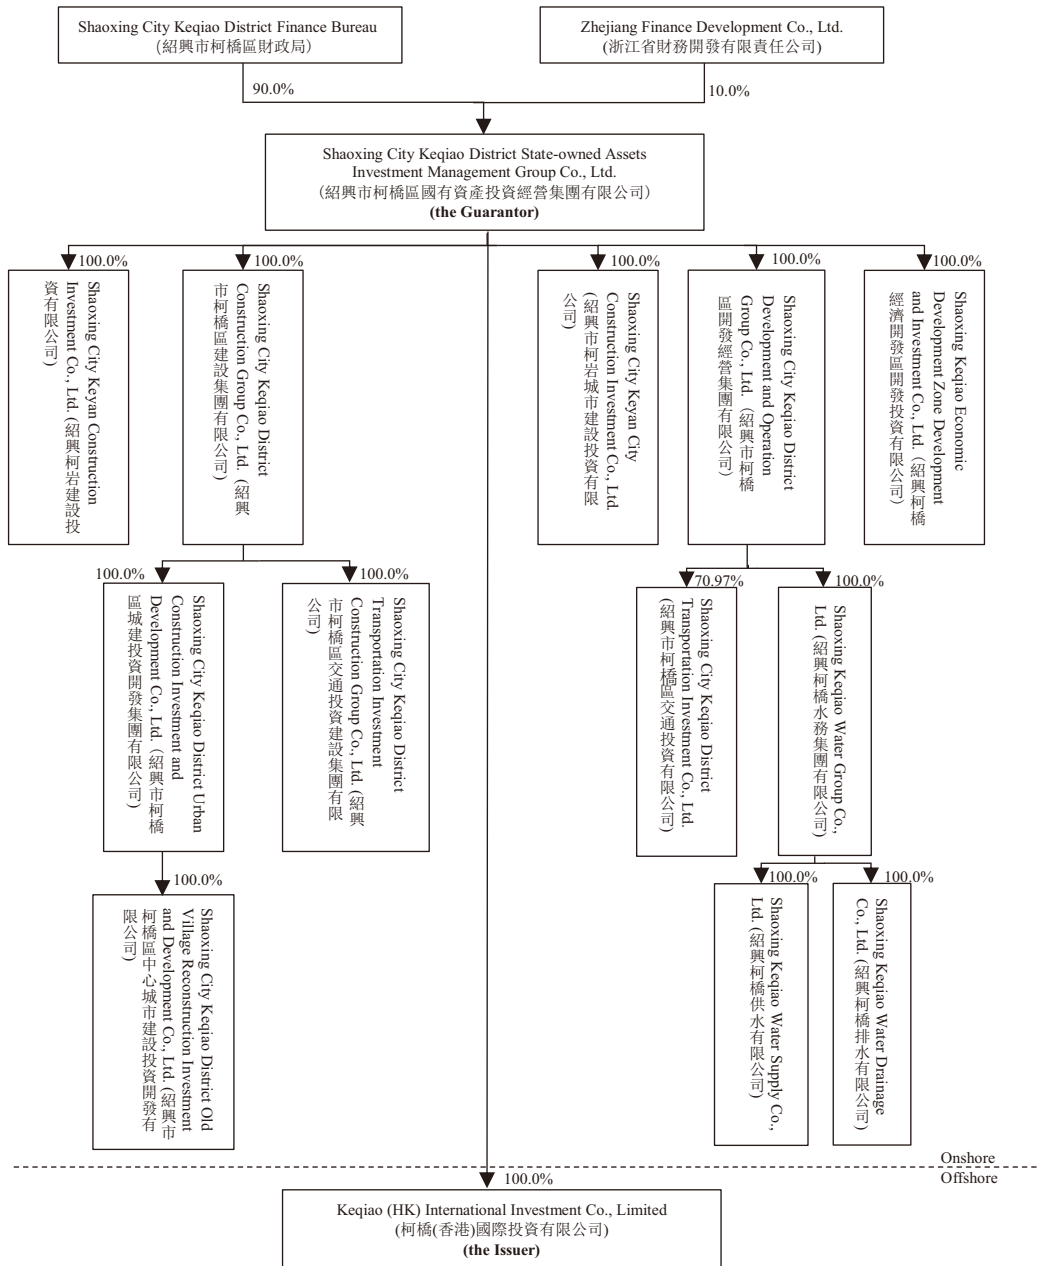 Shaoxing City Keqiao District Finance Bureau
(紹興市柯橋區財政局)
Zhejiang Finance Development Co., Ltd.
(浙江省財務開發有限責任公司)
90.0%
10.0%
Shaoxing City Keqiao District State-owned Assets
Investment Management Group Co., Ltd.
(紹興市柯橋區國有資產投資經營集團有限公司)
(the Guarantor)
100.0%
100.0%
100.0%
100.0%
100.0%
Shaoxing City Keyan Construction
Investment Co., Ltd. (紹興柯岩建設投
資有限公司)
Shaoxing City Keqiao District
Construction Group Co., Ltd. (紹興
市柯橋區建設集團有限公司)
Shaoxing City Keyan City
Construction Investment Co., Ltd.
(紹興市柯岩城市建設投資有限
公司)
Shaoxing City Keqiao District
Development and Operation
Group Co., Ltd. (紹興市柯橋
區開發經營集團有限公司)
Shaoxing Keqiao Economic
Development Zone Development
and Investment Co., Ltd. (紹興柯橋
經濟開發區開發投資有限公司)
100.0%
100.0%
70.97%
100.0%
Shaoxing City Keqiao District Urban
Construction Investment and
Development Co., Ltd. (紹興市柯橋
區城建投資開發集團有限公司)
Shaoxing City Keqiao District
Transportation Investment
Construction Group Co., Ltd. (紹興
市柯橋區交通投資建設集團有限
公司)
Shaoxing City Keqiao District
Transportation Investment Co., Ltd.
(紹興市柯橋區交通投資有限公司)
Shaoxing Keqiao Water Group Co.,
Ltd. (紹興柯橋水務集團有限公司)
100.0%
100.0%
100.0%
Shaoxing City Keqiao District Old
Village Reconstruction Investment
and Development Co., Ltd. (紹興市
柯橋區中心城市建設投資開發有
限公司)
Shaoxing Keqiao Water Supply Co.,
Ltd. (紹興柯橋供水有限公司)
Shaoxing Keqiao Water Drainage
Co., Ltd. (紹興柯橋排水有限公司)
Onshore
Offshore
100.0%
Keqiao (HK) International Investment Co., Limited
(柯橋(香港)國際投資有限公司)
(the Issuer)